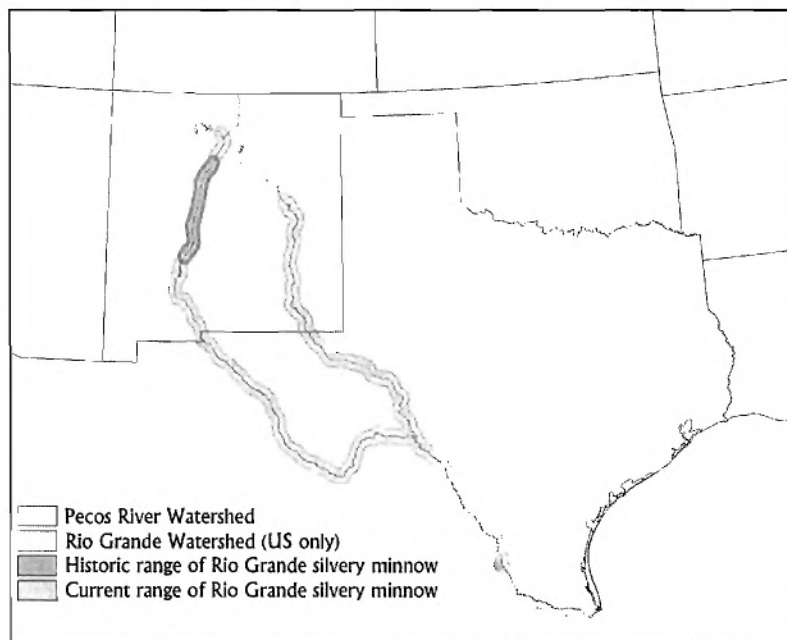 Pecos River Watershed
Rio Grande Watershed (US only)
Historic range of Rio Grande silvery minnow
Current range of Rio Grande silvery minnow